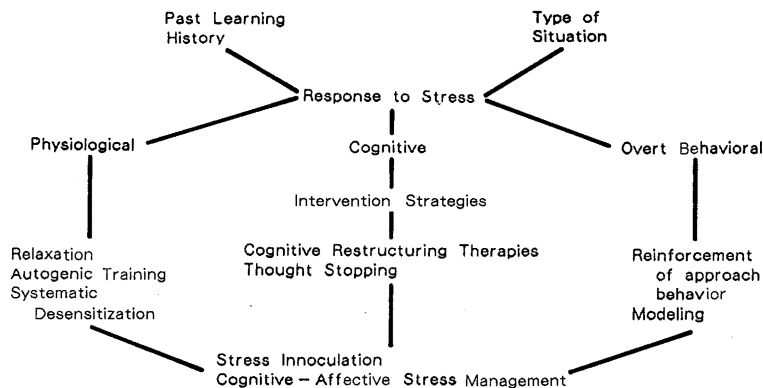 Past Learning
History
Type of
Situation
Response to Stress
Physiological
Cognitive
Overt Behavioral
Intervention Strategies
Relaxation
Autogenic Training
Systematic
Desensitization
Cognitive Restructuring Therapies
Thought Stopping
Reinforcement
of approach
behavior
Modeling
Stress Innoculation
Cognitive – Affective Stress Management